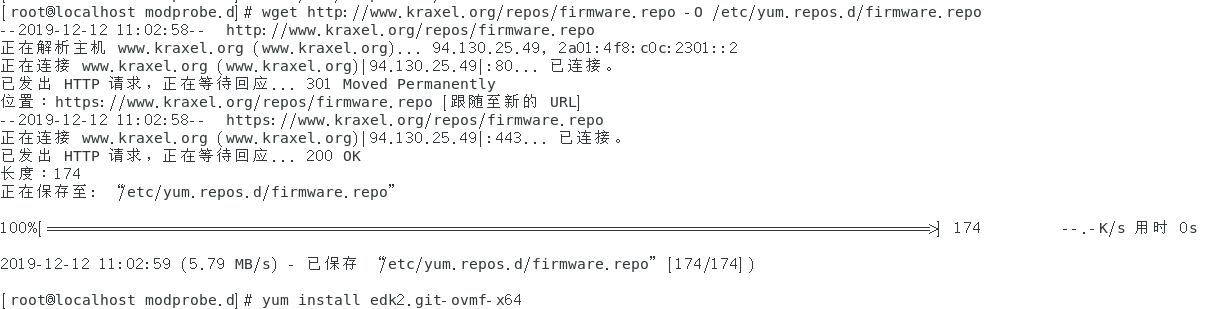 [root@localhost modprobe.d]# wget http://www.kraxel.org/repos/firmware.repo -O /etc/yum.repos.d/firmware.repo
--2019-12-12 11:02:58--  http://www.kraxel.org/repos/firmware.repo
正在解析主机 www.kraxel.org (www.kraxel.org)... 94.130.25.49, 2a01:4f8:c0c:2301::2
正在连接 www.kraxel.org (www.kraxel.org)|94.130.25.49|:80... 已连接。
已发出 HTTP 请求，正在等待回应... 301 Moved Permanently
位置：https://www.kraxel.org/repos/firmware.repo [跟随至新的 URL]
--2019-12-12 11:02:58--  https://www.kraxel.org/repos/firmware.repo
正在连接 www.kraxel.org (www.kraxel.org)|94.130.25.49|:443... 已连接。
已发出 HTTP 请求，正在等待回应... 200 OK
长度：174
正在保存至: “/etc/yum.repos.d/firmware.repo”
100%[======================================================================>] 174         --.-K/s 用时 0s
2019-12-12 11:02:59 (5.79 MB/s) - 已保存 “/etc/yum.repos.d/firmware.repo” [174/174])
[root@localhost modprobe.d]# yum install edk2.git-ovmf-x64